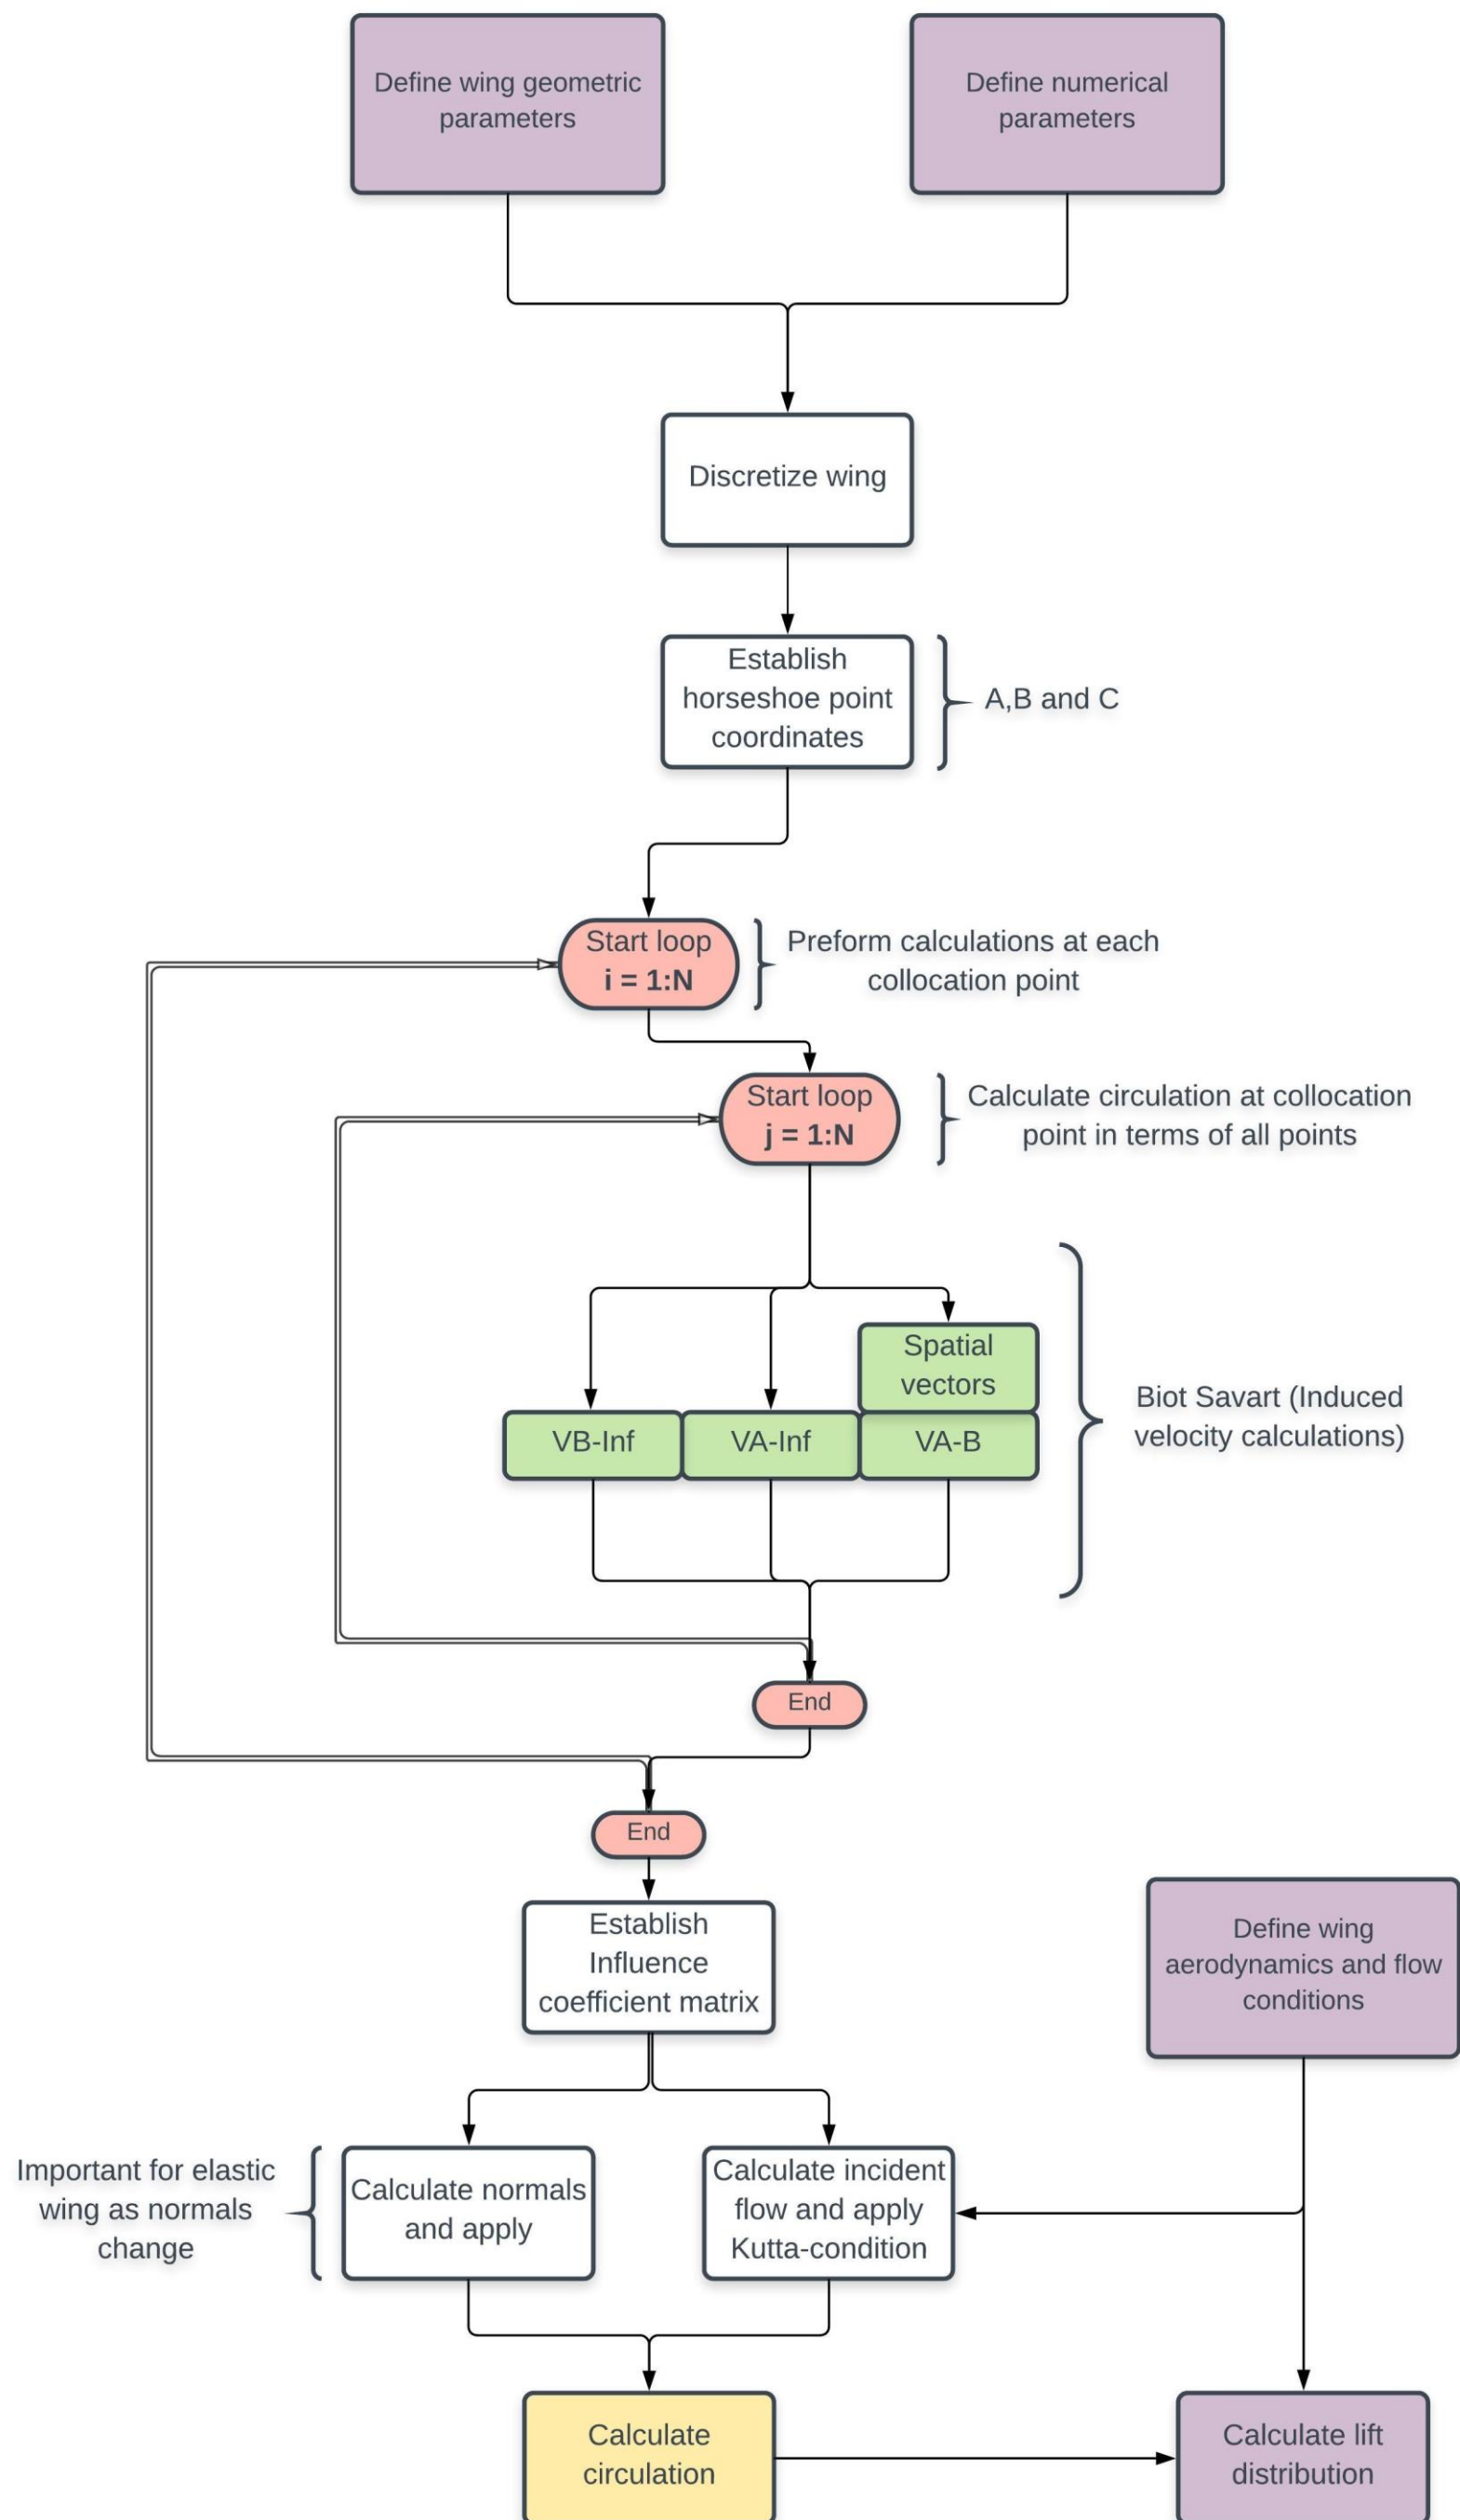 Define wing geometric
parameters
Define numerical
parameters
Discretize wing
Establish
horseshoe point
coordinates
A,B and C
Start loop
i = 1:N
Preform calculations at each
collocation point
Start loop
j = 1:N
Calculate circulation at collocation
point in terms of all points
Spatial
vectors
VB-Inf
VA-Inf
VA-B
Biot Savart (Induced
velocity calculations)
End
End
Establish
Influence
coefficient matrix
Define wing
aerodynamics and flow
conditions
Important for elastic
wing as normals
change
Calculate normals
and apply
Calculate incident
flow and apply
Kutta-condition
Calculate
circulation
Calculate lift
distribution